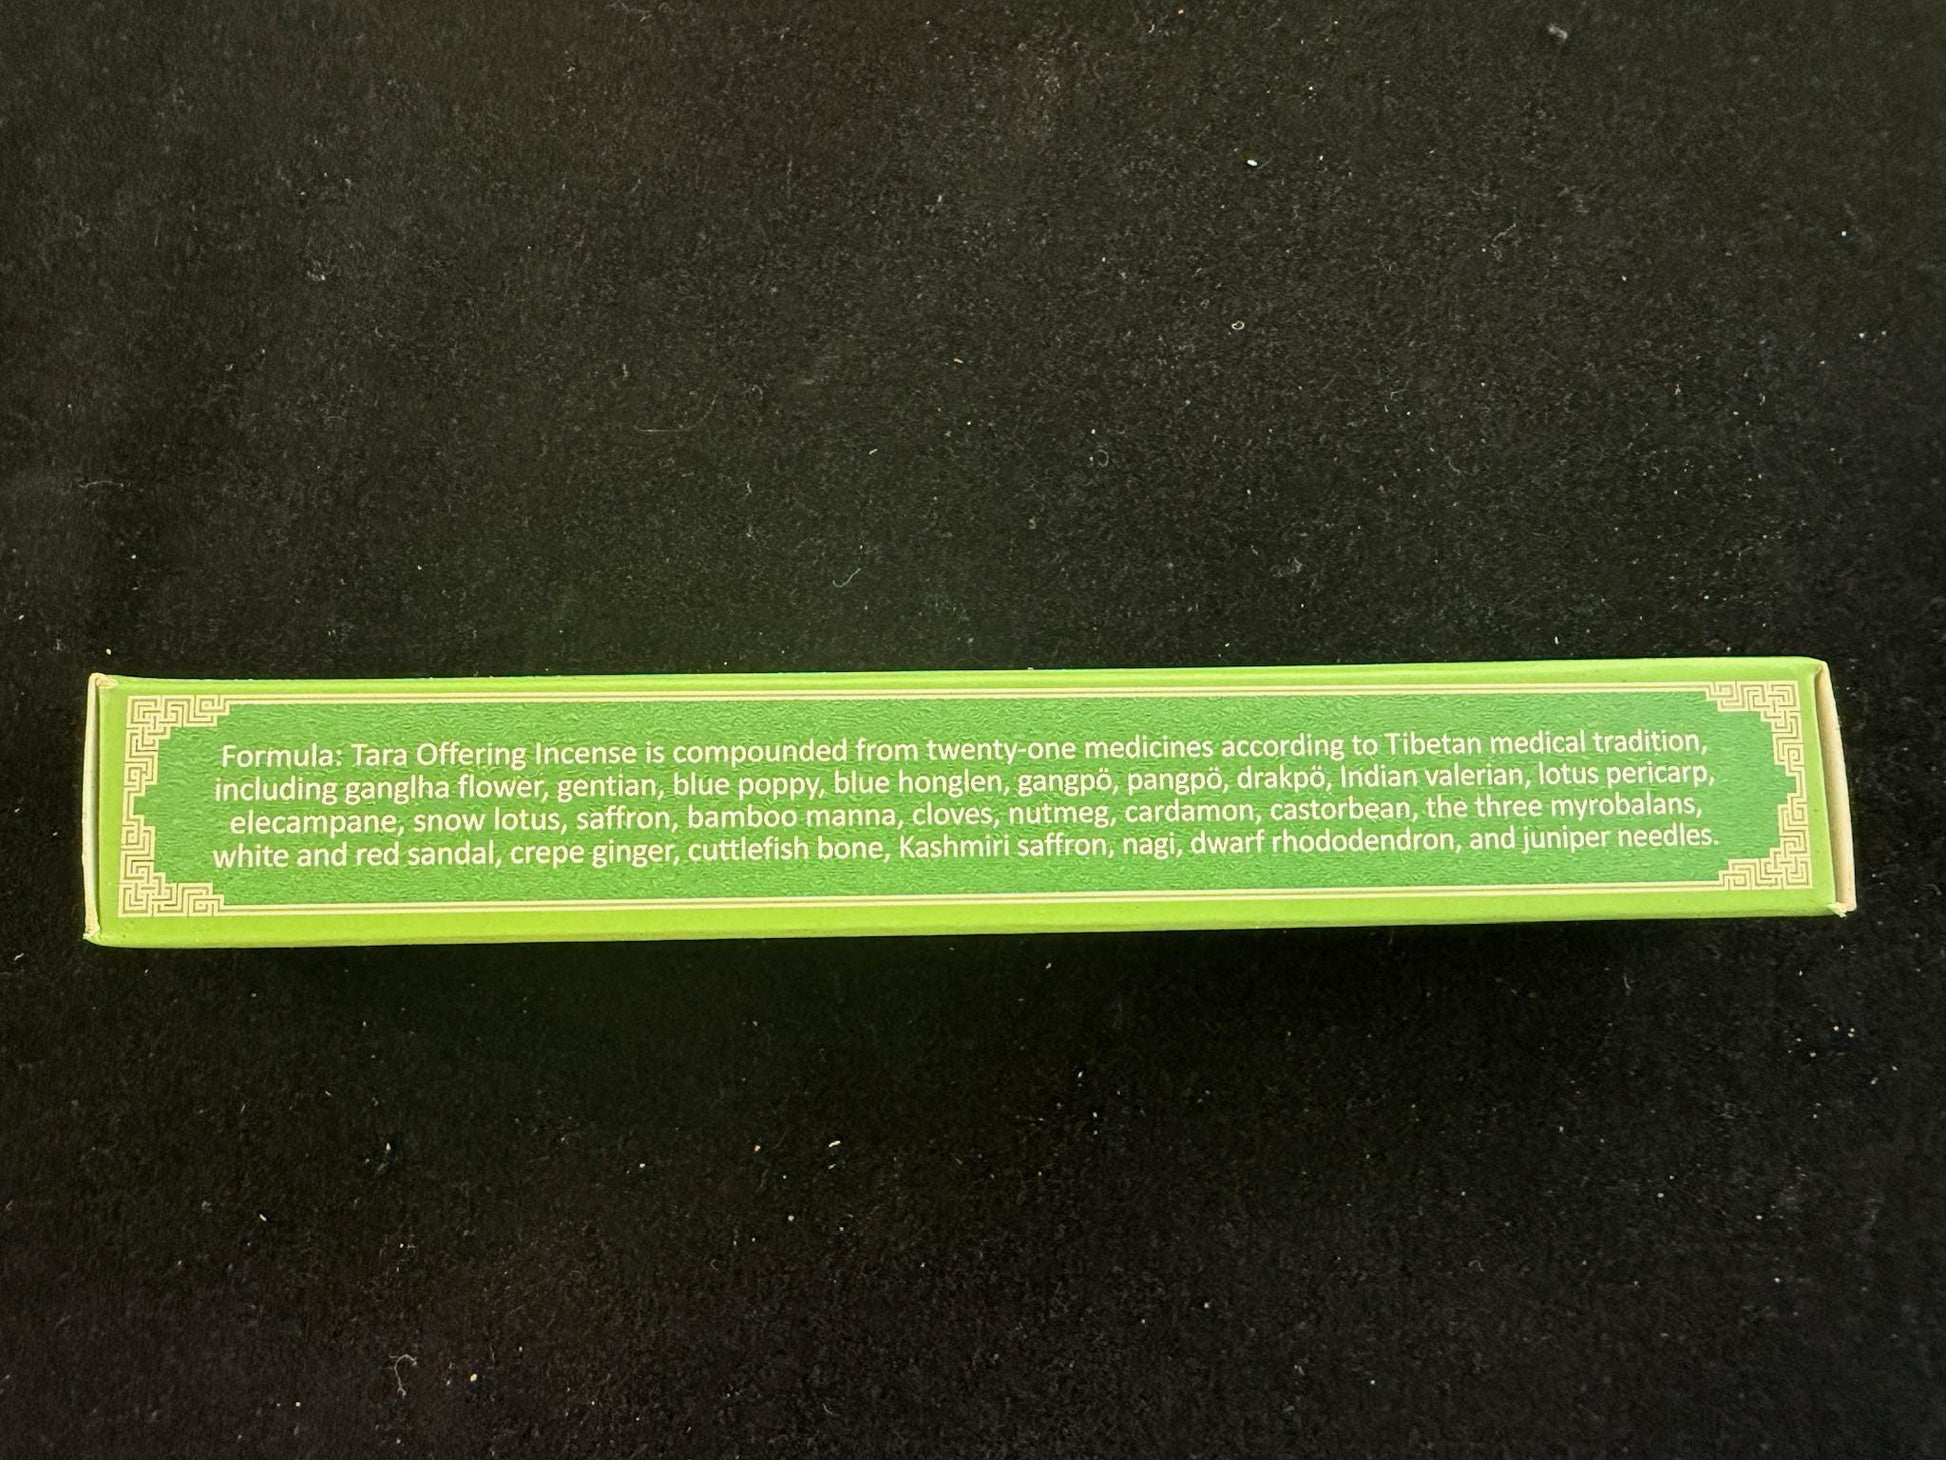 Formula: Tara Offering Incense is compounded from twenty-one medicines according to Tibetan medical tradition,
including ganglha flower, gentian, blue poppy, blue honglen, gangpö, pangpö, drakpö, Indian valerian, lotus pericarp,
elecampane, snow lotus, saffron, bamboo manna, cloves, nutmeg, cardamon, castorbean, the three myrobalans,
white and red sandal, crepe ginger, cuttlefish bone, Kashmiri saffron, nagi, dwarf rhododendron, and juniper needles.